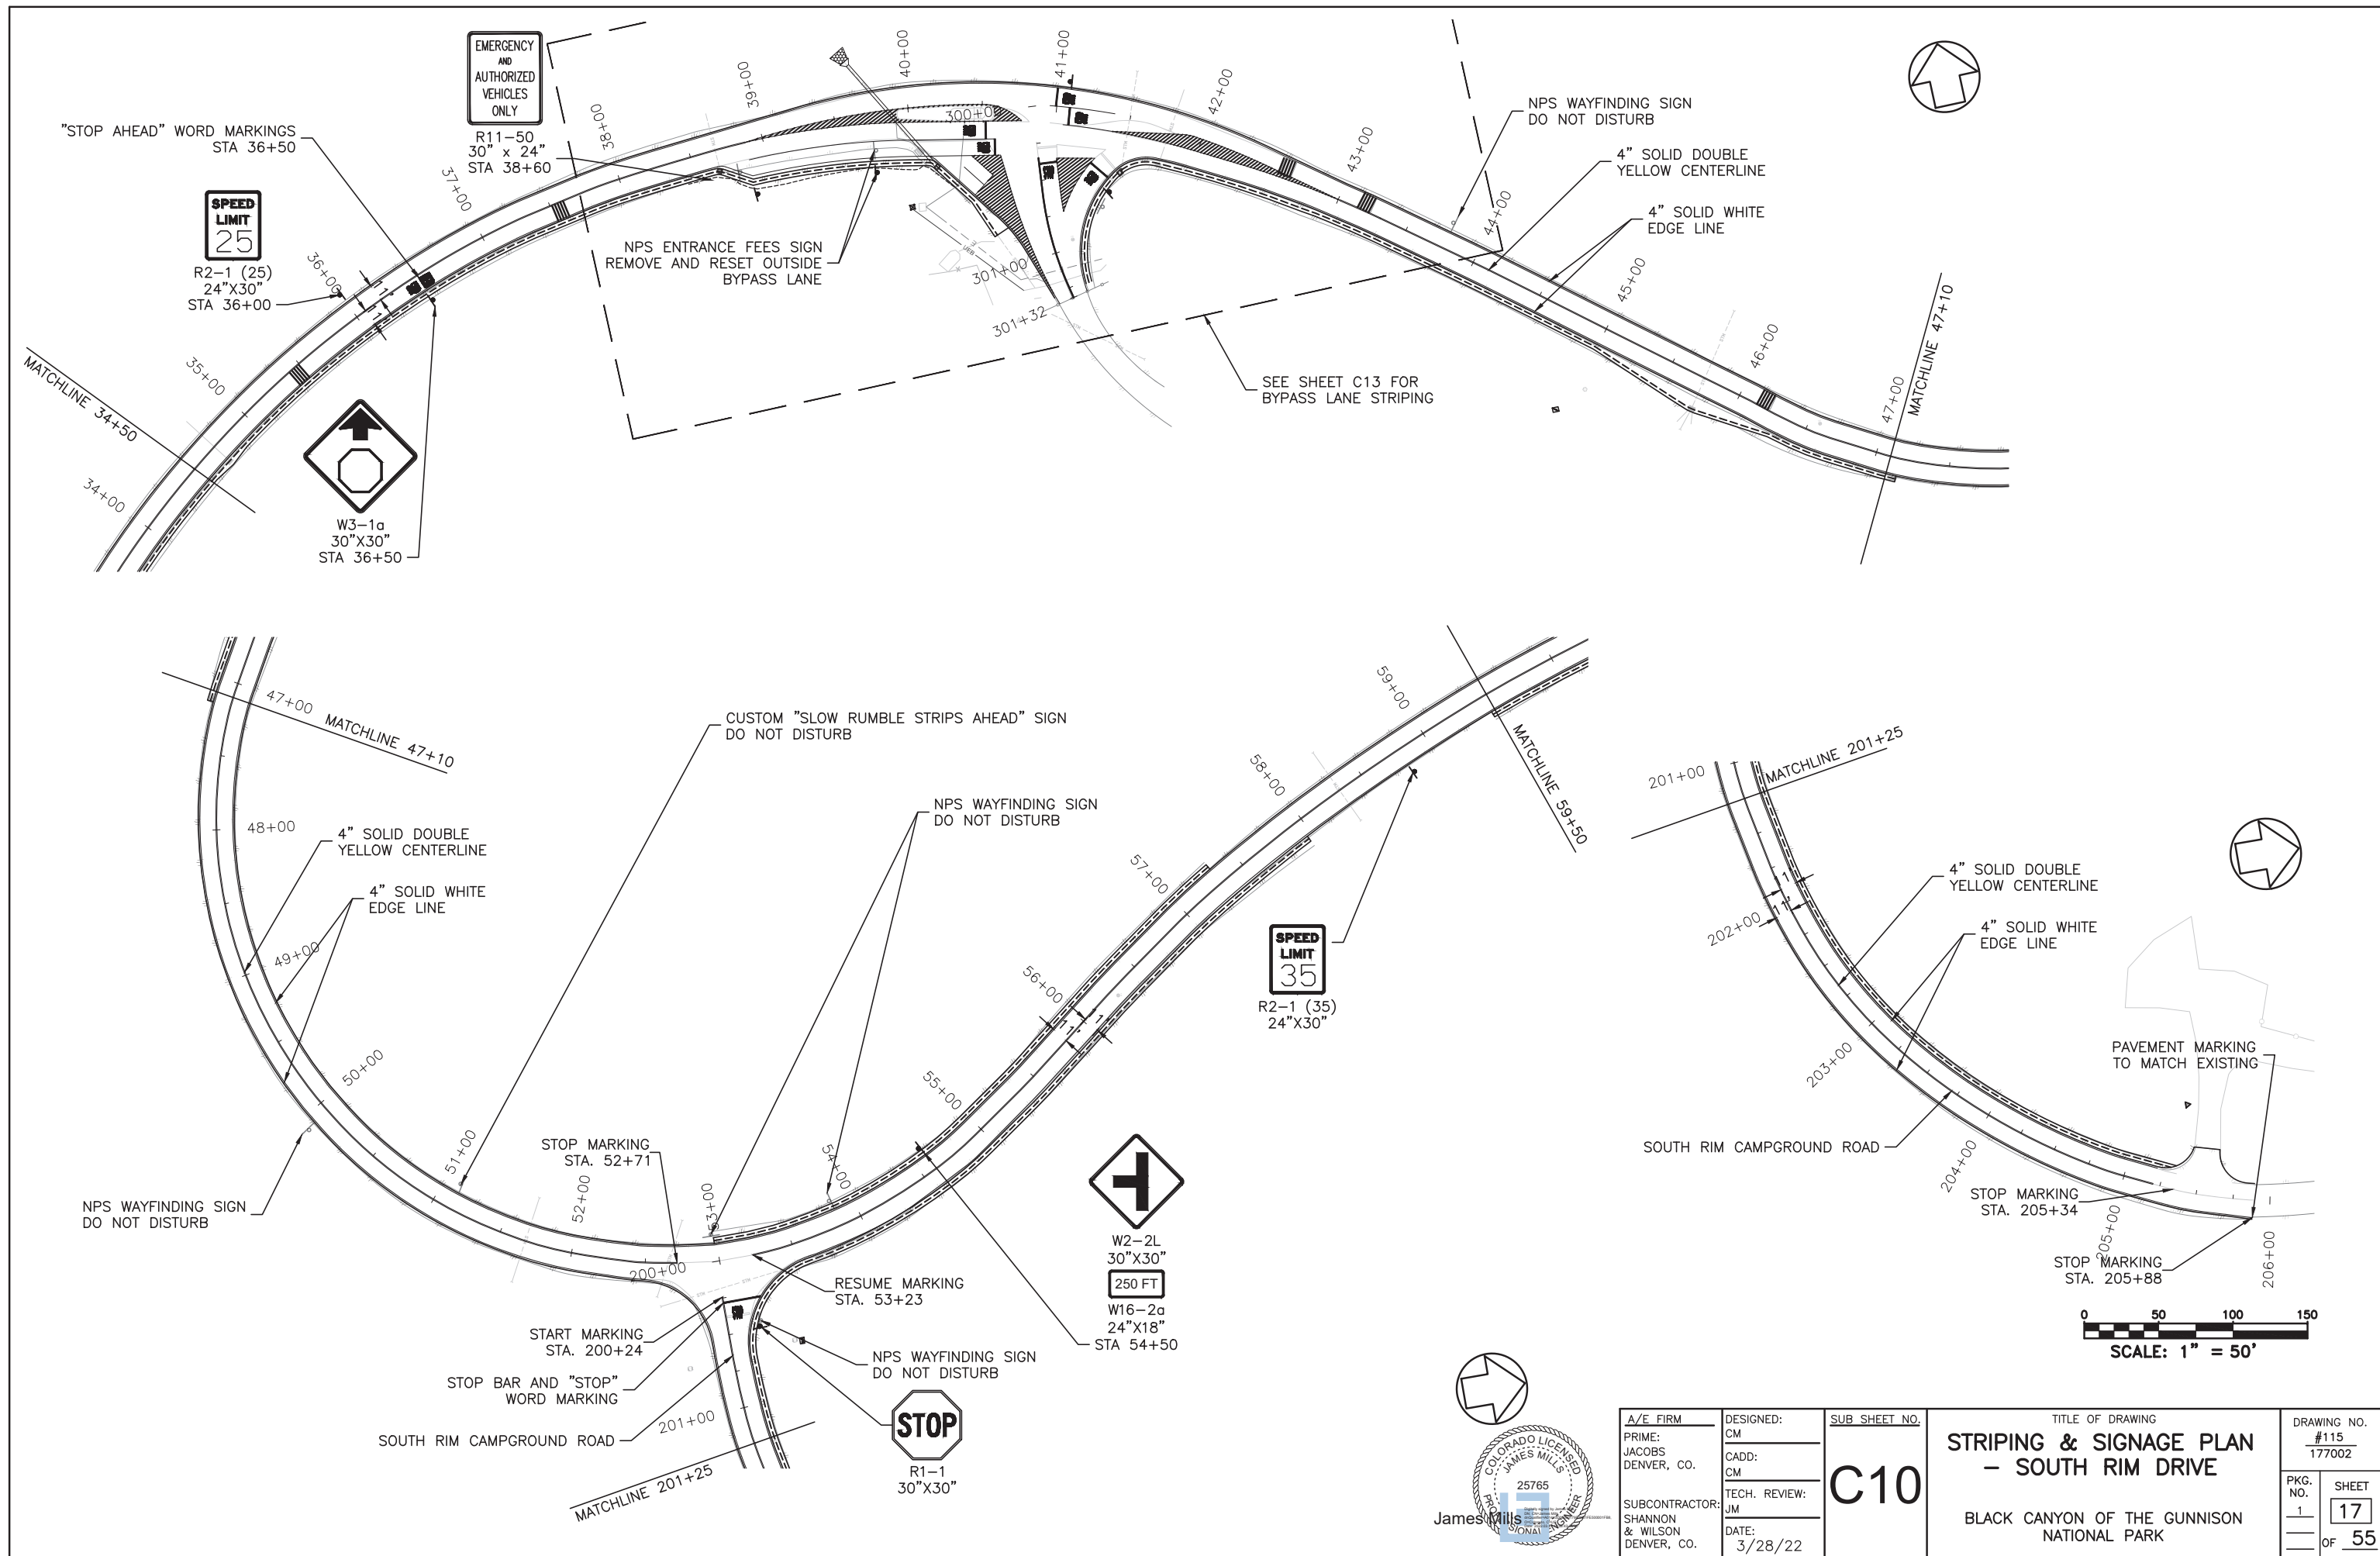 EMERGENCY
AND
AUTHORIZED
VEHICLES
ONLY
R11-50
30" x 24"
STA 38+60
"STOP AHEAD" WORD MARKINGS
STA 36+50
SPEED
LIMIT
25
R2-1 (25)
24"X30"
STA 36+00
MATCHLINE 34+50
34+00
35+00
36+00
37+00
38+00
39+00
40+00
41+00
42+00
43+00
44+00
45+00
46+00
47+00
MATCHLINE 47+10
300+00
301+00
301+32
W3-1a
30"X30"
STA 36+50
NPS ENTRANCE FEES SIGN
REMOVE AND RESET OUTSIDE
BYPASS LANE
NPS WAYFINDING SIGN
DO NOT DISTURB
4" SOLID DOUBLE
YELLOW CENTERLINE
4" SOLID WHITE
EDGE LINE
SEE SHEET C13 FOR
BYPASS LANE STRIPING
47+00
MATCHLINE 47+10
48+00
4" SOLID DOUBLE
YELLOW CENTERLINE
4" SOLID WHITE
EDGE LINE
49+00
50+00
51+00
52+00
53+00
54+00
55+00
56+00
57+00
58+00
59+00
MATCHLINE 59+50
CUSTOM "SLOW RUMBLE STRIPS AHEAD" SIGN
DO NOT DISTURB
NPS WAYFINDING SIGN
DO NOT DISTURB
STOP MARKING
STA. 52+71
NPS WAYFINDING SIGN
DO NOT DISTURB
200+00
RESUME MARKING
STA. 53+23
START MARKING
STA. 200+24
STOP BAR AND "STOP"
WORD MARKING
SOUTH RIM CAMPGROUND ROAD
201+00
MATCHLINE 201+25
NPS WAYFINDING SIGN
DO NOT DISTURB
STOP
R1-1
30"X30"
W2-2L
30"X30"
250 FT
W16-2a
24"X18"
STA 54+50
11'
SPEED
LIMIT
35
R2-1 (35)
24"X30"
201+00
MATCHLINE 201+25
11'
202+00
203+00
204+00
205+00
206+00
4" SOLID DOUBLE
YELLOW CENTERLINE
4" SOLID WHITE
EDGE LINE
PAVEMENT MARKING
TO MATCH EXISTING
SOUTH RIM CAMPGROUND ROAD
STOP MARKING
STA. 205+34
STOP MARKING
STA. 205+88
0 50 100 150
SCALE: 1" = 50'
COLORADO LICENSED
JAMES MILLS
25765
PROFESSIONAL ENGINEER
James Mills
A/E FIRM
PRIME:
JACOBS
DENVER, CO.
SUBCONTRACTOR:
SHANNON
& WILSON
DENVER, CO.
DESIGNED:
CM
CADD:
CM
TECH. REVIEW:
JM
DATE:
3/28/22
SUB SHEET NO.
C10
TITLE OF DRAWING
STRIPING & SIGNAGE PLAN
- SOUTH RIM DRIVE
BLACK CANYON OF THE GUNNISON
NATIONAL PARK
DRAWING NO.
#115
177002
PKG.
NO.
1
SHEET
17
OF 55